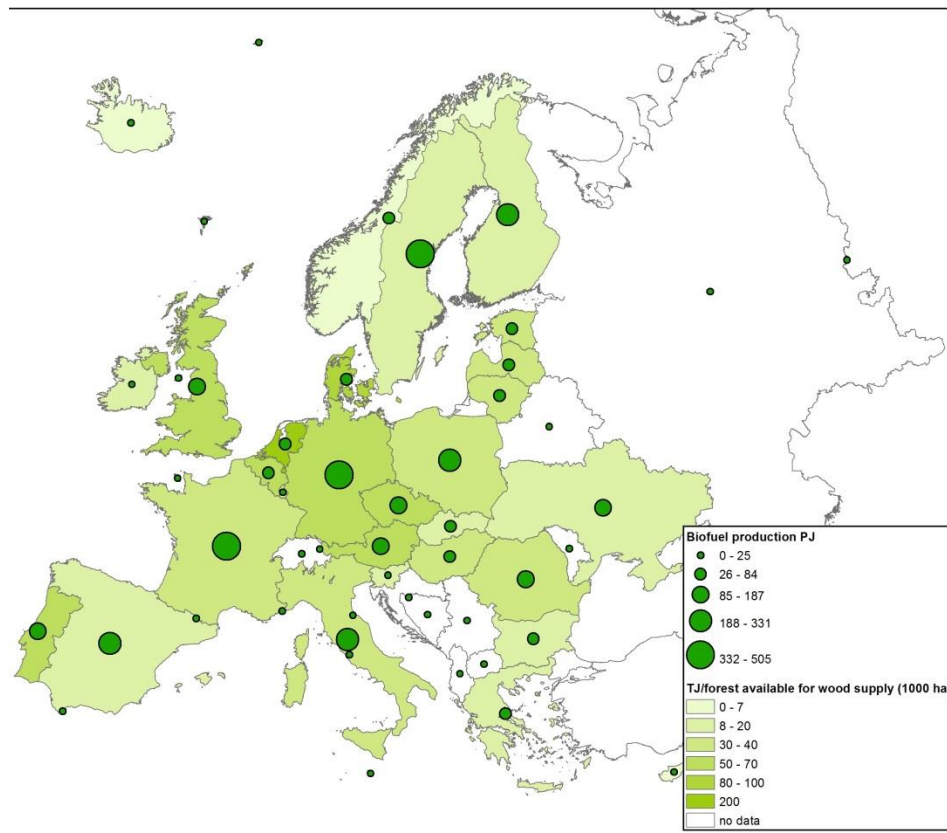 Biofuel production PJ
0 - 25
26 - 84
85 - 187
188 - 331
332 - 505
TJ/forest available for wood supply (1000 ha
0 - 7
8 - 20
30 - 40
50 - 70
80 - 100
200
no data